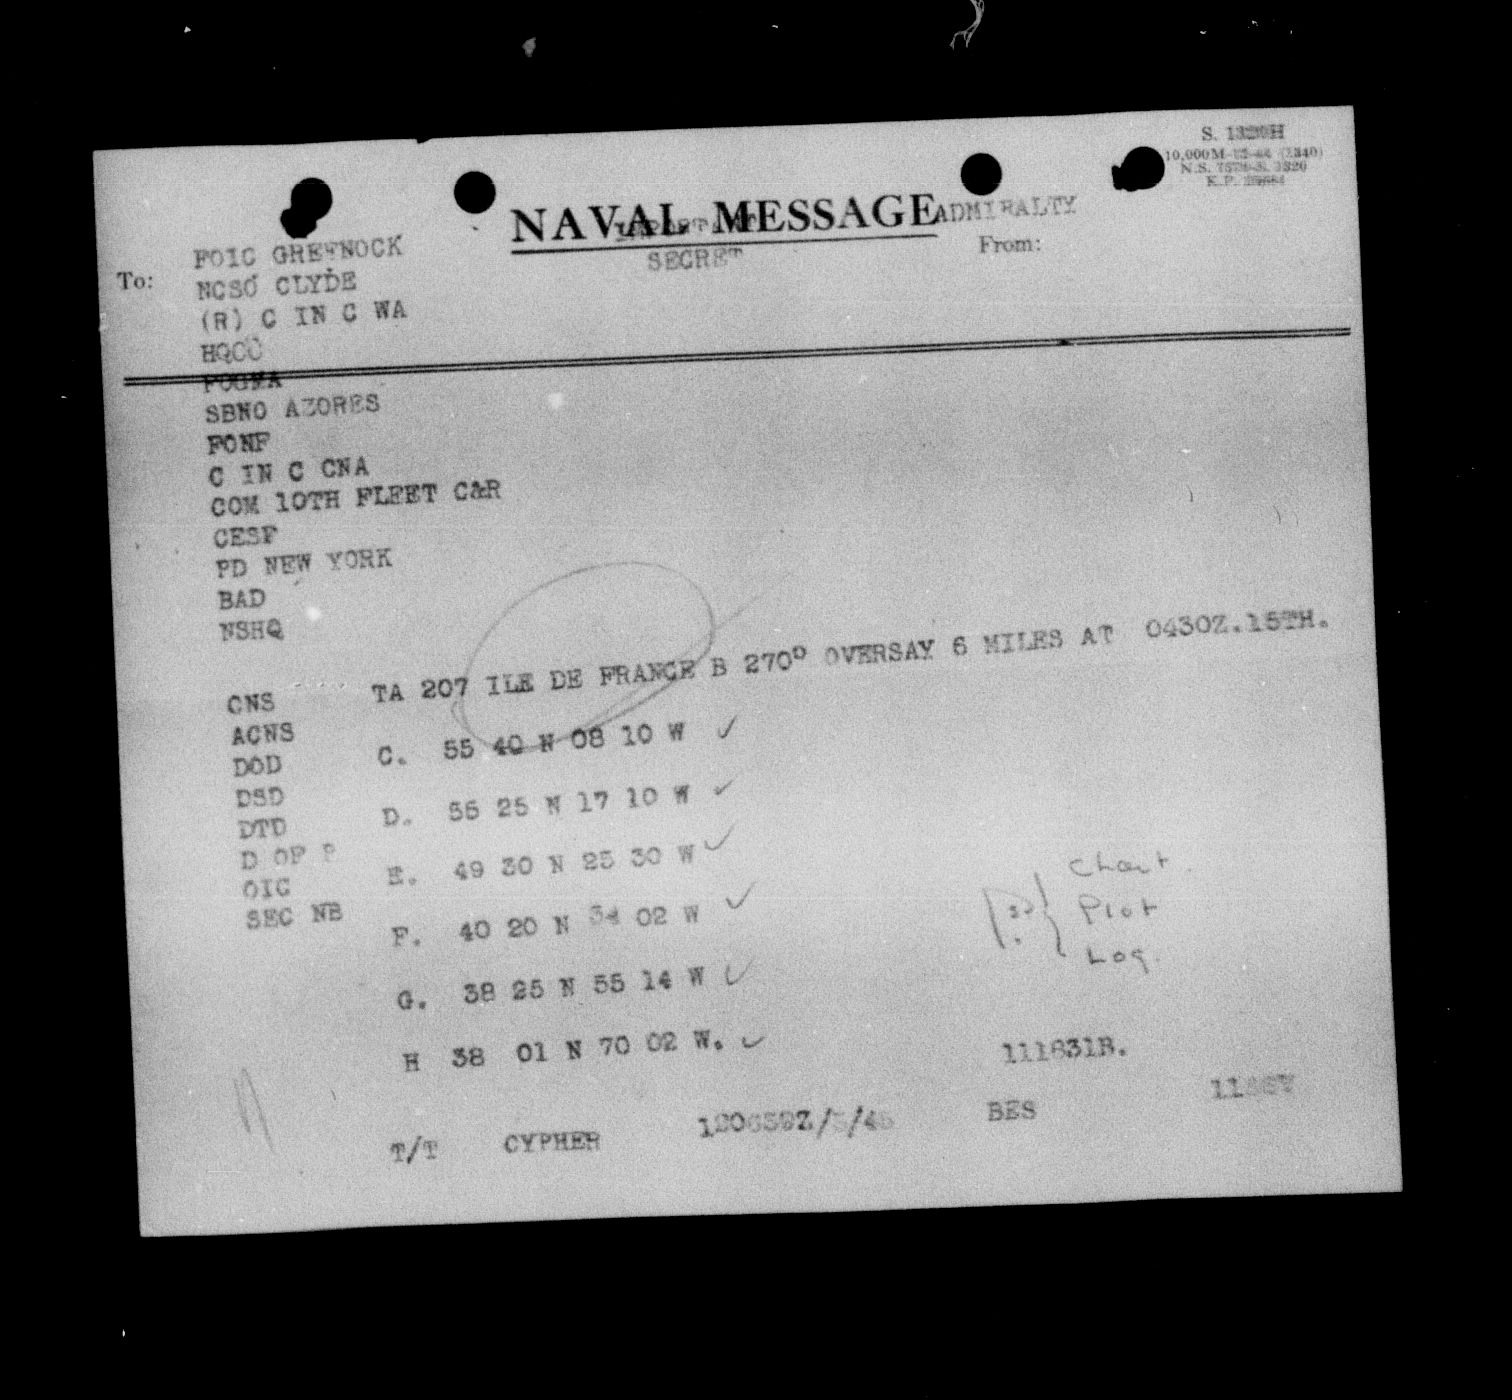 S. 1320H
NAVAL MESSAGE
IMPORTANT
SECRET
ADMIRALTY
From:
To:
FOIC GREENOCK
NCSO CLYDE
(R) C IN C WA
HQCC
FOGMA
SBNO AZORES
FONF
C IN C CNA
COM 10TH FLEET C&R
CESF
PD NEW YORK
BAD
NSHQ
TA 207 ILE DE FRANCE B 270° OVERSAY 6 MILES AT 0430Z.15TH.
CNS
ACNS
DOD
DSD
DTD
D OF P
OIC
SEC NB
C. 55 40 N 08 10 W ✓
D. 55 25 N 17 10 W ✓
E. 49 30 N 25 30 W ✓
F. 40 20 N 34 02 W ✓
G. 38 25 N 55 14 W ✓
H 38 01 N 70 02 W. ✓
Chart
Plot
Log.
111831B.
T/T CYPHER
BES